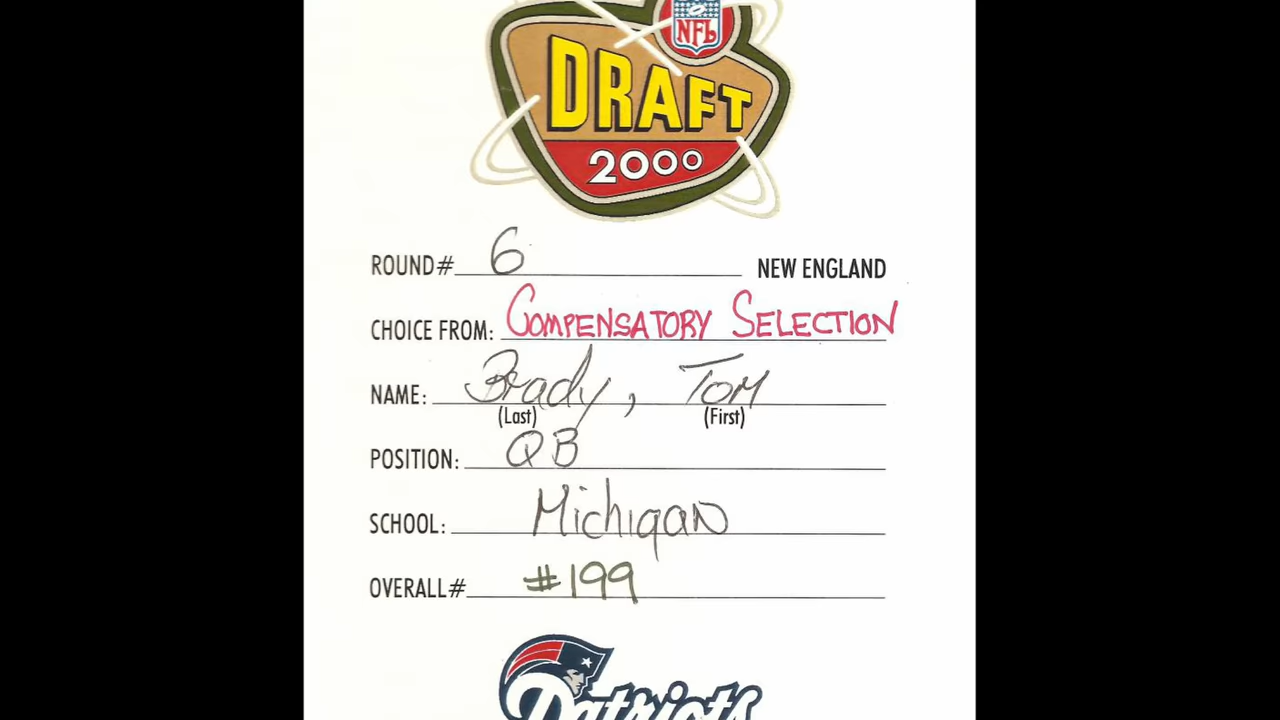 NFL
DRAFT
2000
ROUND# 6 NEW ENGLAND
CHOICE FROM: COMPENSATORY SELECTION
NAME: Brady, Tom
(Last) (First)
POSITION: QB
SCHOOL: Michigan
OVERALL# #199
Patriots